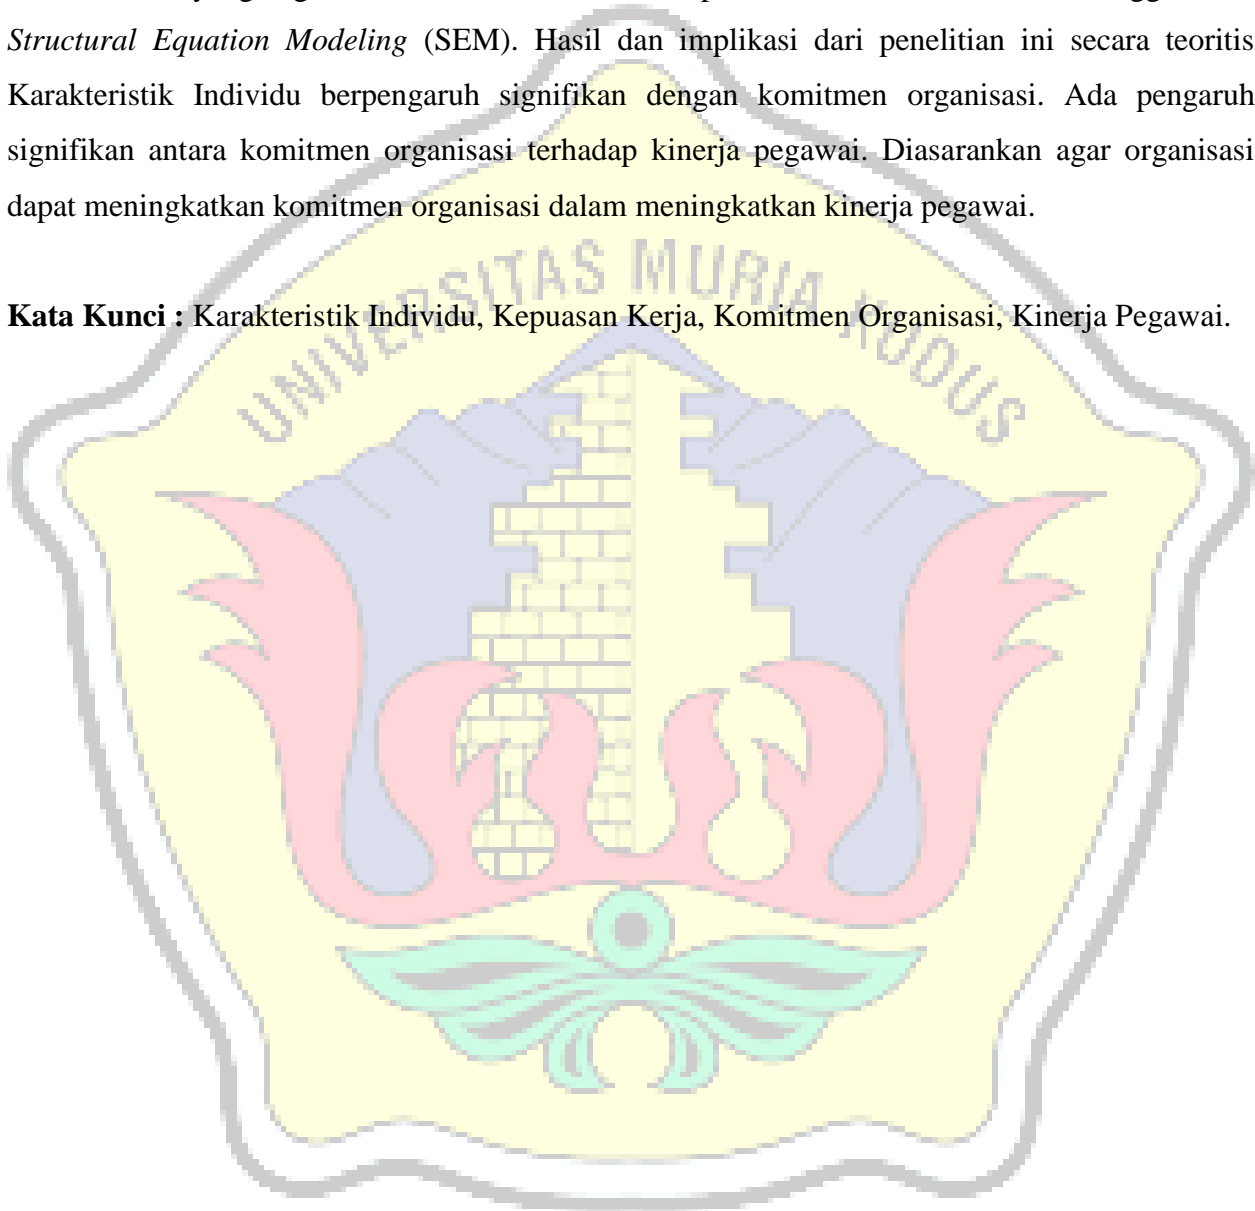 Structural Equation Modeling (SEM). Hasil dan implikasi dari penelitian ini secara teoritis
Karakteristik Individu berpengaruh signifikan dengan komitmen organisasi. Ada pengaruh
signifikan antara komitmen organisasi terhadap kinerja pegawai. Diasarankan agar organisasi
dapat meningkatkan komitmen organisasi dalam meningkatkan kinerja pegawai.
UNIVERSITAS MURIA KUDUS
Kata Kunci : Karakteristik Individu, Kepuasan Kerja, Komitmen Organisasi, Kinerja Pegawai.